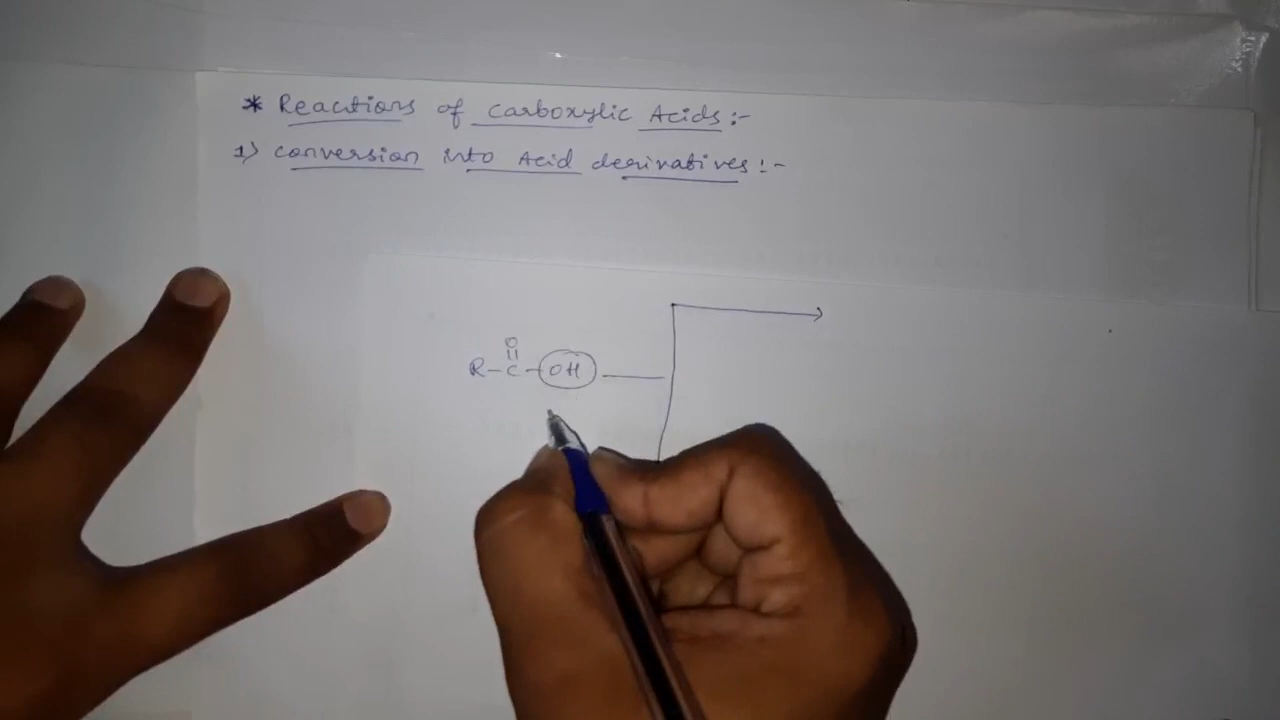 * Reactions of Carboxylic Acids:-
1) Conversion into Acid derivatives:-
O
R-C-OH